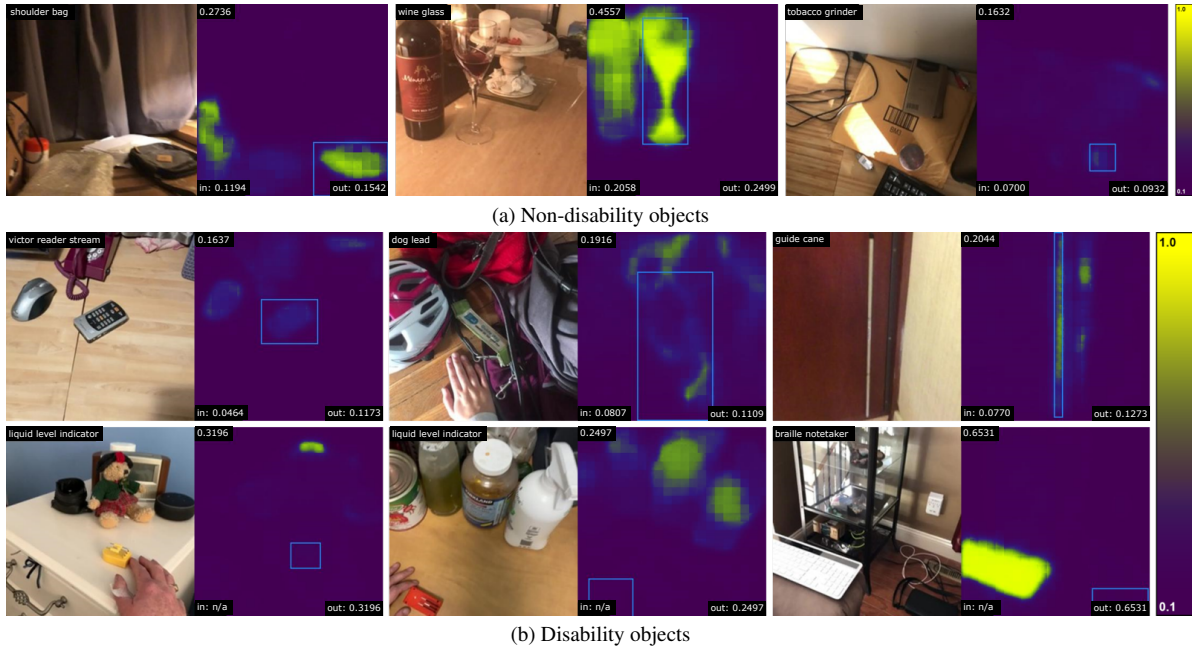 shoulder bag
0.2736
in: 0.1194
out: 0.1542
wine glass
0.4557
in: 0.2058
out: 0.2499
tobacco grinder
0.1632
in: 0.0700
out: 0.0932
1.0
0.1
(a) Non-disability objects
victor reader stream
0.1637
in: 0.0464
out: 0.1173
dog lead
0.1916
in: 0.0807
out: 0.1109
guide cane
0.2044
in: 0.0770
out: 0.1273
liquid level indicator
0.3196
in: n/a
out: 0.3196
liquid level indicator
0.2497
in: n/a
out: 0.2497
braille notetaker
0.6531
in: n/a
out: 0.6531
1.0
0.1
(b) Disability objects